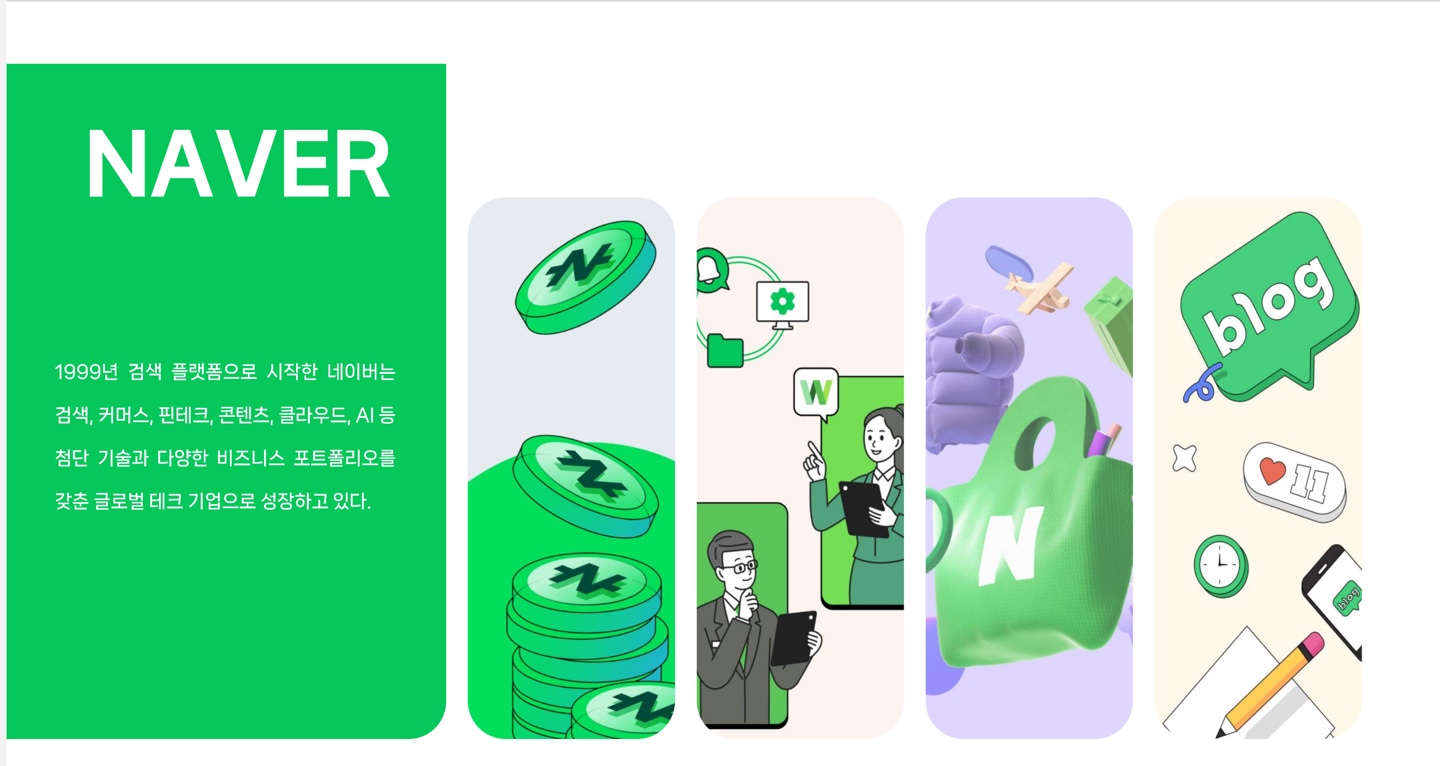 NAVER
1999년 검색 플랫폼으로 시작한 네이버는
검색, 커머스, 핀테크, 콘텐츠, 클라우드, AI 등
첨단 기술과 다양한 비즈니스 포트폴리오를
갖춘 글로벌 테크 기업으로 성장하고 있다.
N
N
N
N
W
N
blog
11
blog